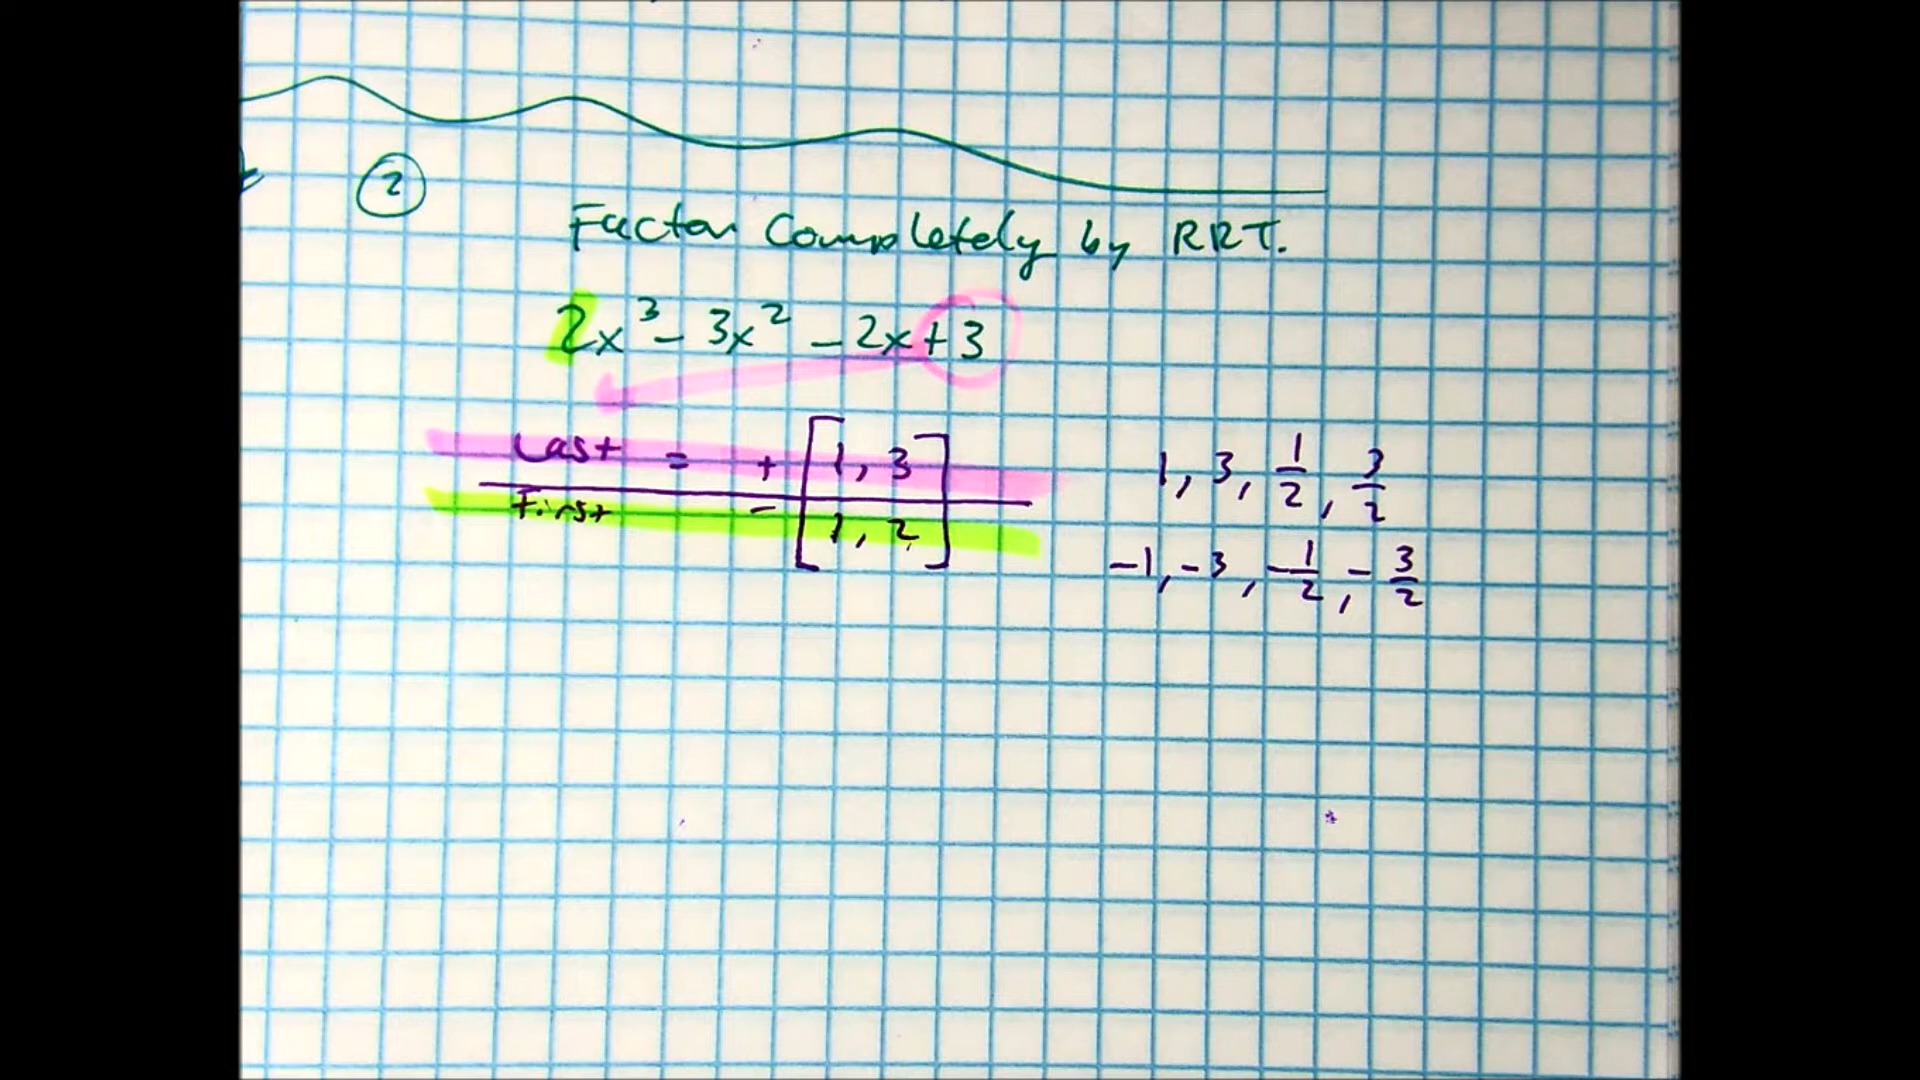 2
Factor Completely by RRT.
2x³ - 3x² - 2x + 3
Last = + [1, 3]
First - [1, 2]
1, 3, 1/2, 3/2
-1, -3, -1/2, -3/2